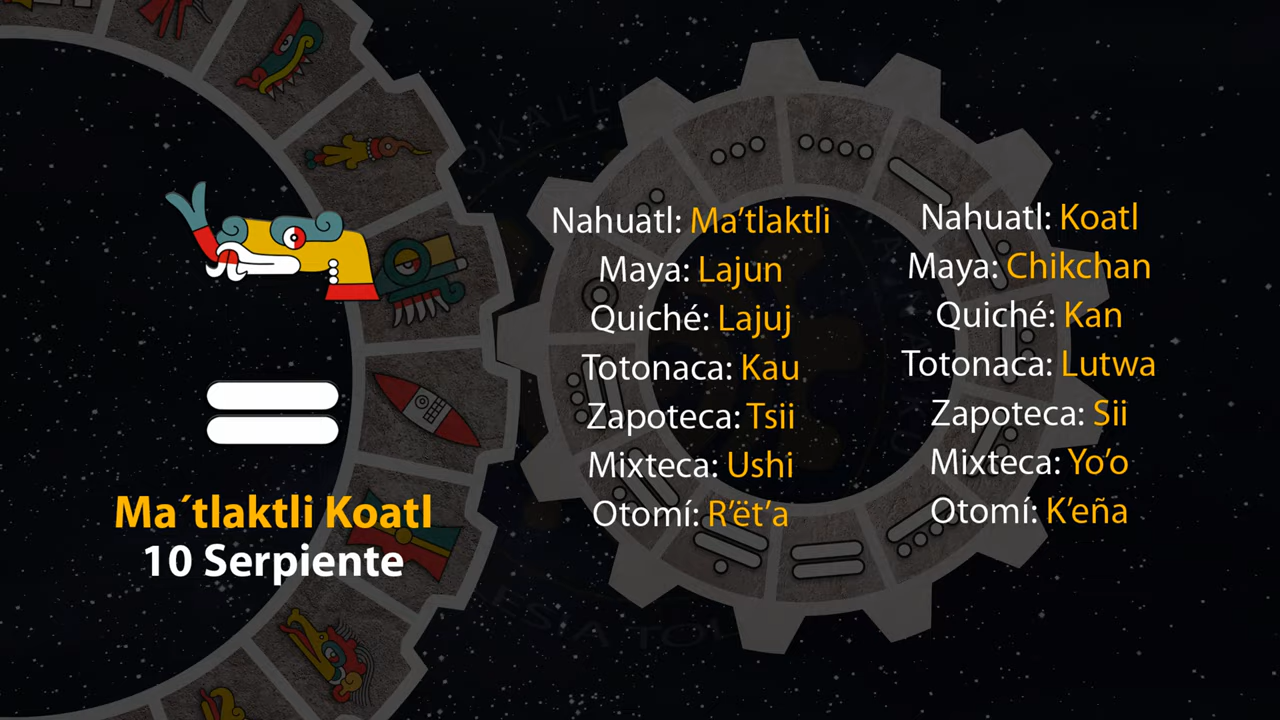 Nahuatl: Ma’tlaktli
Maya: Lajun
Quiché: Lajuj
Totonaca: Kau
Zapoteca: Tsii
Mixteca: Ushi
Otomí: R’ët’a
Nahuatl: Koatl
Maya: Chikchan
Quiché: Kan
Totonaca: Lutwa
Zapoteca: Sii
Mixteca: Yo’o
Otomí: K’eña
Ma´tlaktli Koatl
10 Serpiente